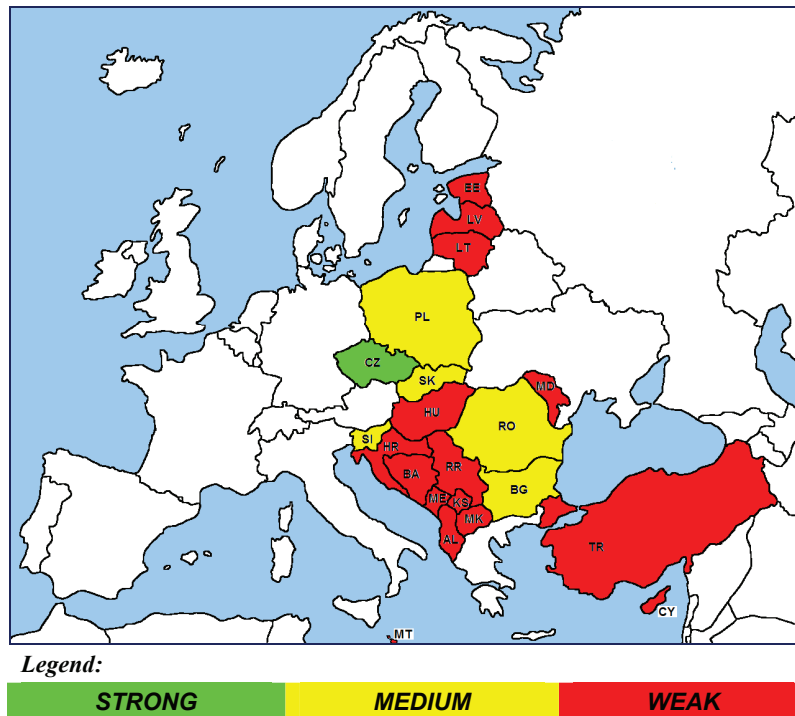 EE
LV
LT
PL
CZ
SK
MD
HU
RO
SI
HR
BA
RR
BG
ME
KS
MK
AL
TR
CY
MT
Legend:
STRONG MEDIUM WEAK